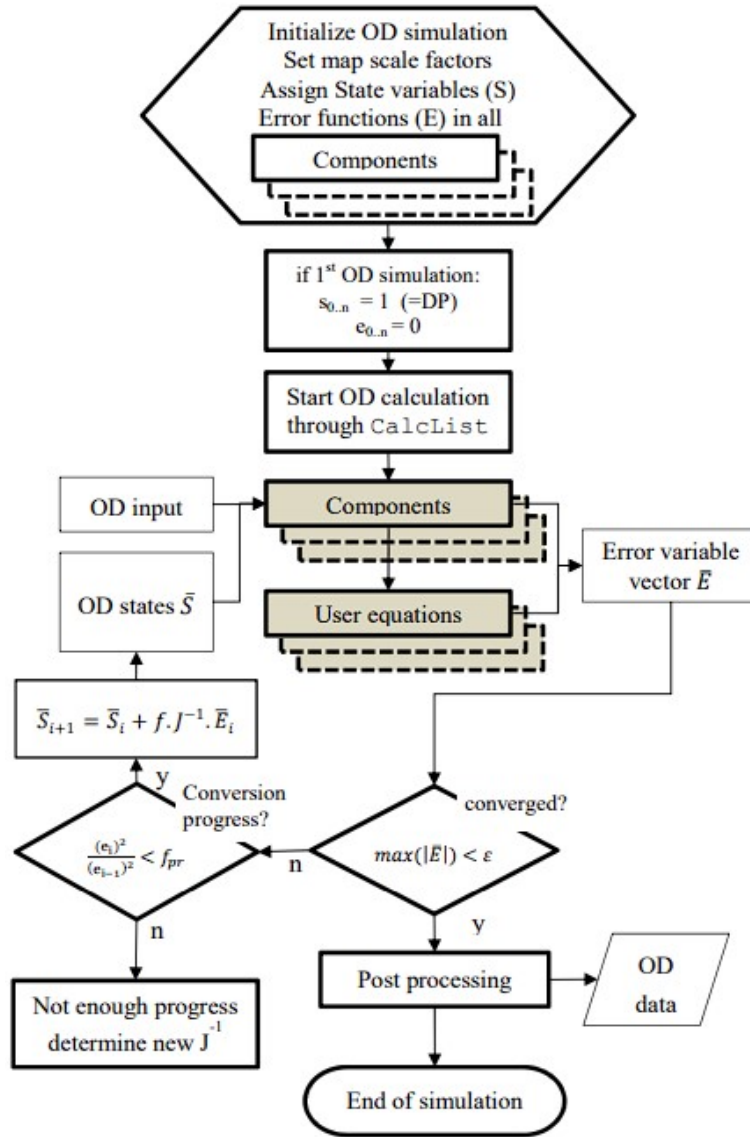 Initialize OD simulation
Set map scale factors
Assign State variables (S)
Error functions (E) in all
Components
if 1st OD simulation:
s0..n = 1 (=DP)
e0..n = 0
Start OD calculation
through CalcList
OD input
Components
OD states S̄
User equations
Error variable
vector Ē
S̄i+1 = S̄i + f. J⁻¹. Ēi
y
Conversion
progress?
(ei)² / (ei−1)² < fpr
n
converged?
max(|Ē|) < ε
n
y
Not enough progress
determine new J⁻¹
Post processing
OD
data
End of simulation